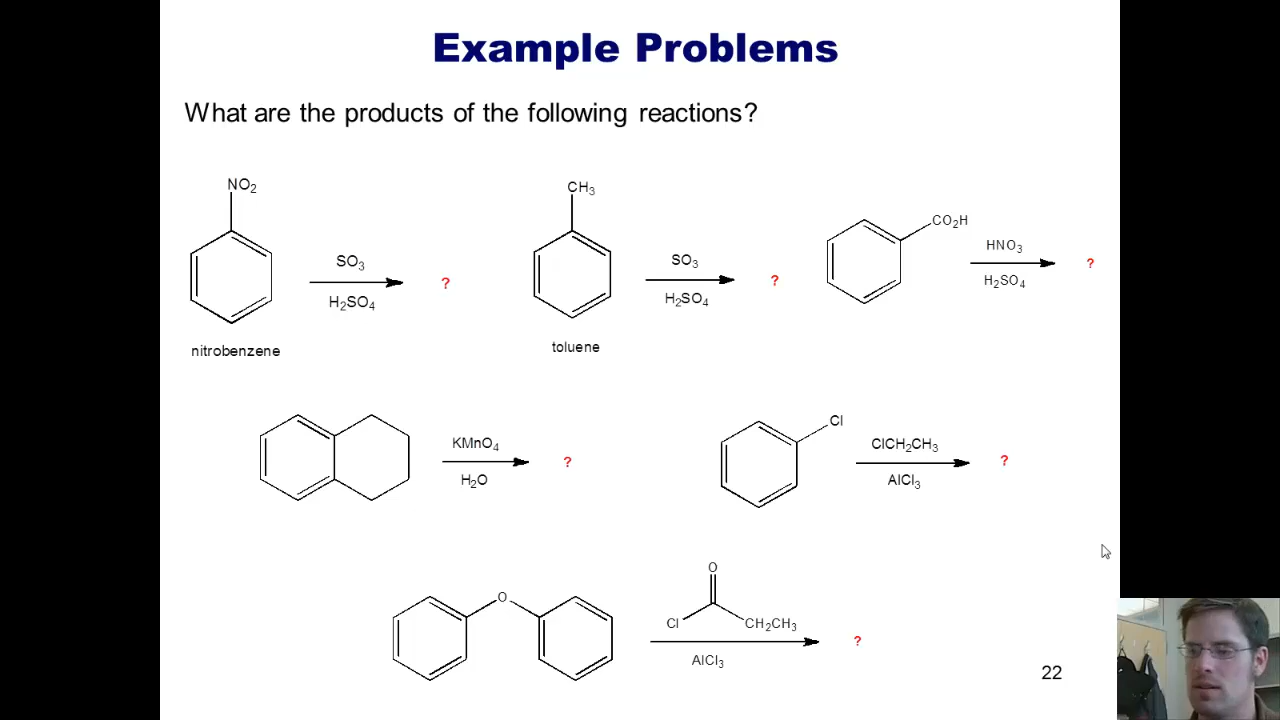 Example Problems
What are the products of the following reactions?
NO2
SO3
H2SO4
?
nitrobenzene
CH3
SO3
H2SO4
?
toluene
CO2H
HNO3
H2SO4
?
KMnO4
H2O
?
Cl
ClCH2CH3
AlCl3
?
O
O
Cl
CH2CH3
AlCl3
?
22